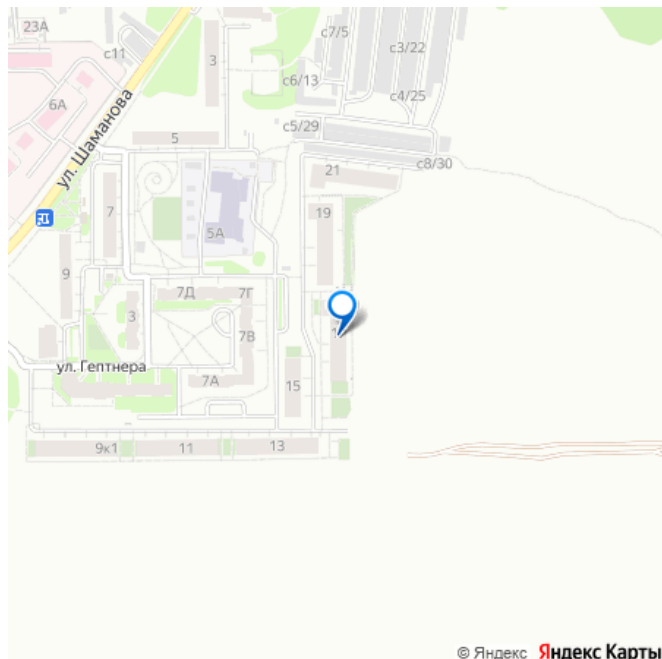 23А
с11
3
с7/5
с3/22
с6/13
с4/25
6А
ул. Шаманова
5
с5/29
с8/30
21
7
5А
19
9
7Д
7Г
3
7В
ул. Гептнера
7А
15
9к1
11
13
© Яндекс Яндекс Карты